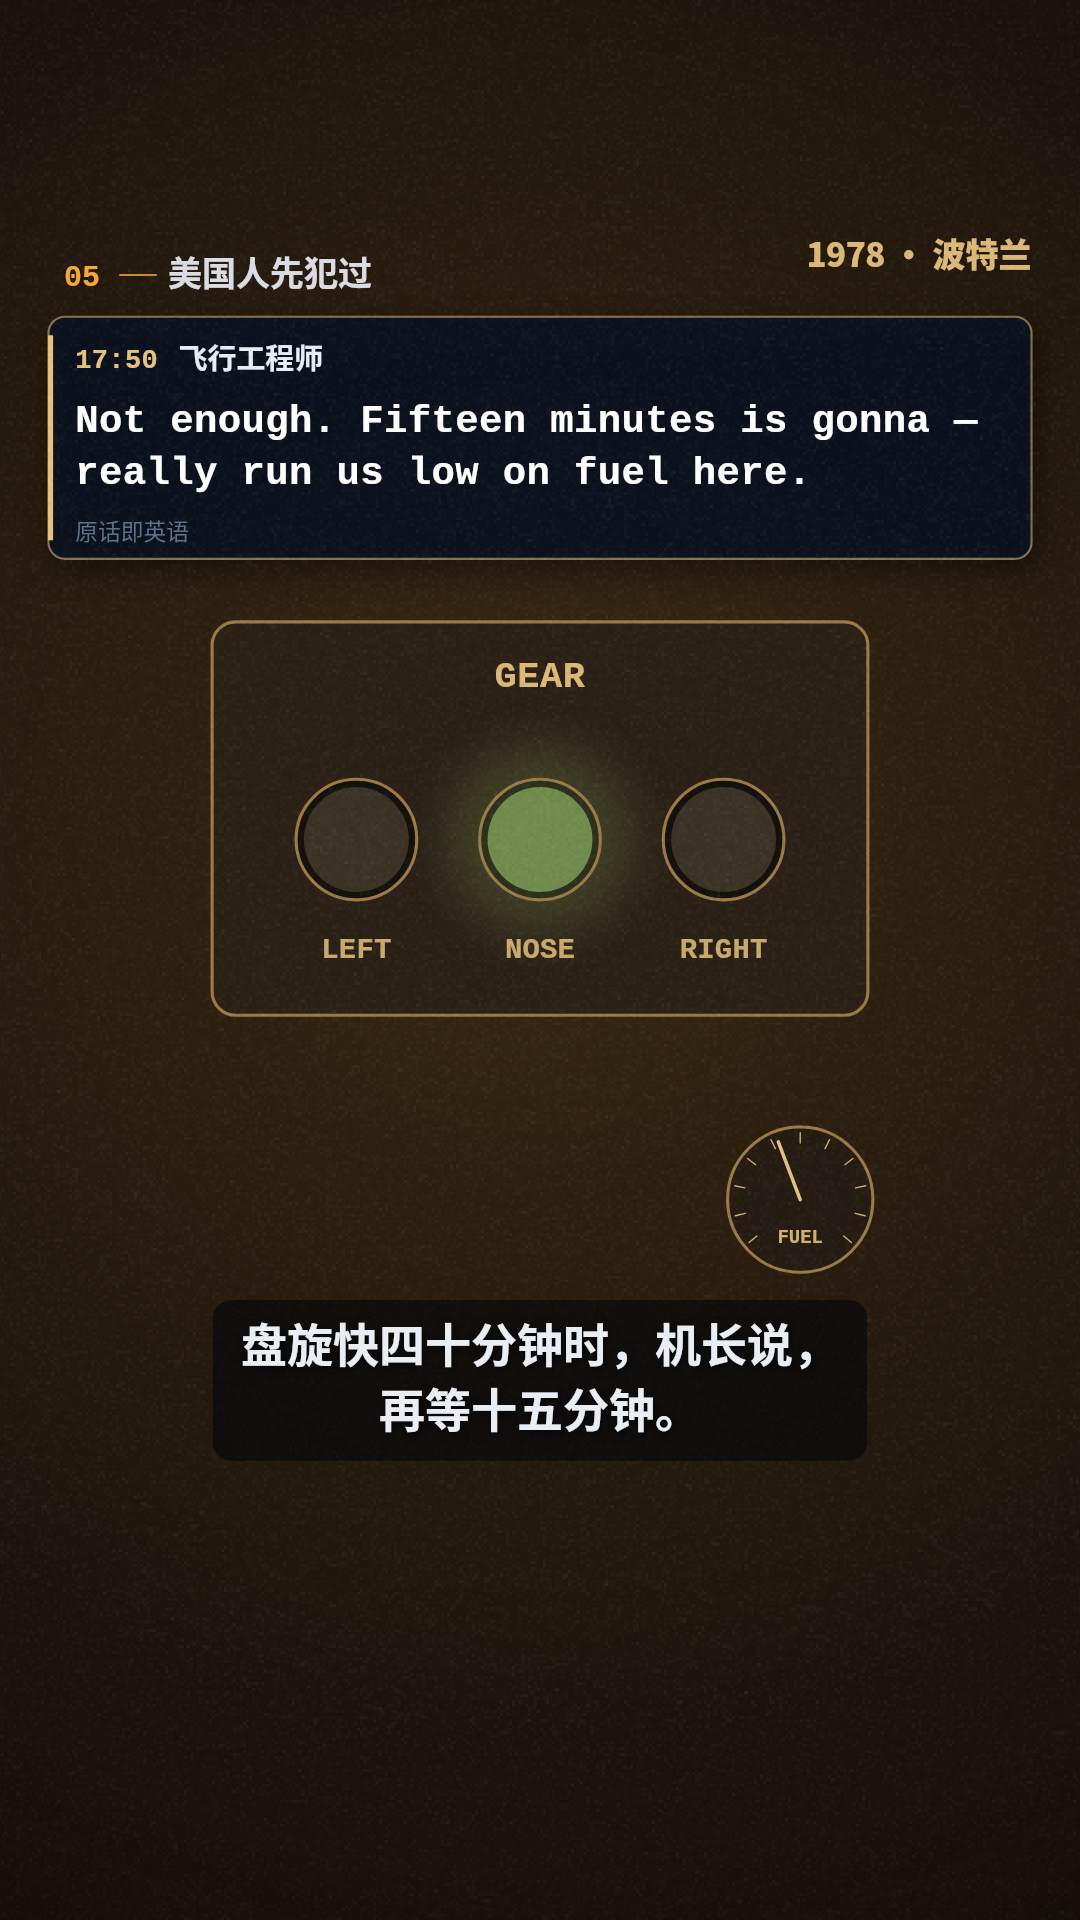 05 — 美国人先犯过
1978 · 波特兰
17:50 飞行工程师
Not enough. Fifteen minutes is gonna —
really run us low on fuel here.
原话即英语
GEAR
LEFT NOSE RIGHT
FUEL
盘旋快四十分钟时，机长说，
再等十五分钟。